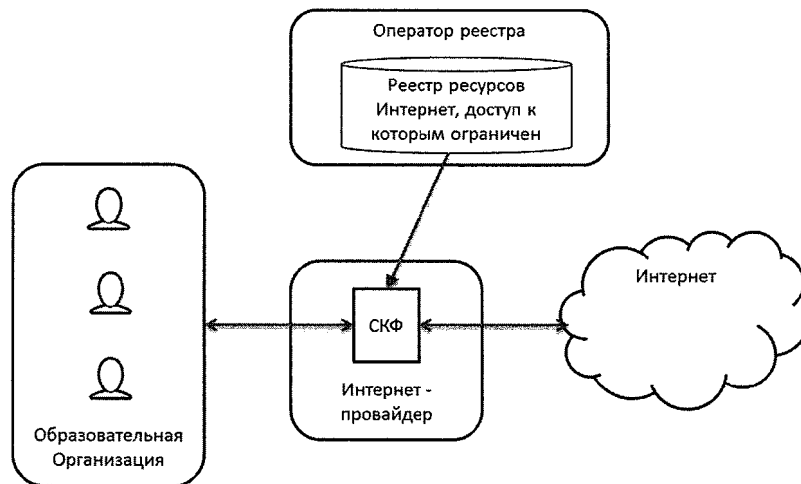 Оператор реестра
Реестр ресурсов
Интернет, доступ к
которым ограничен
Интернет
СКФ
Интернет -
провайдер
Образовательная
Организация